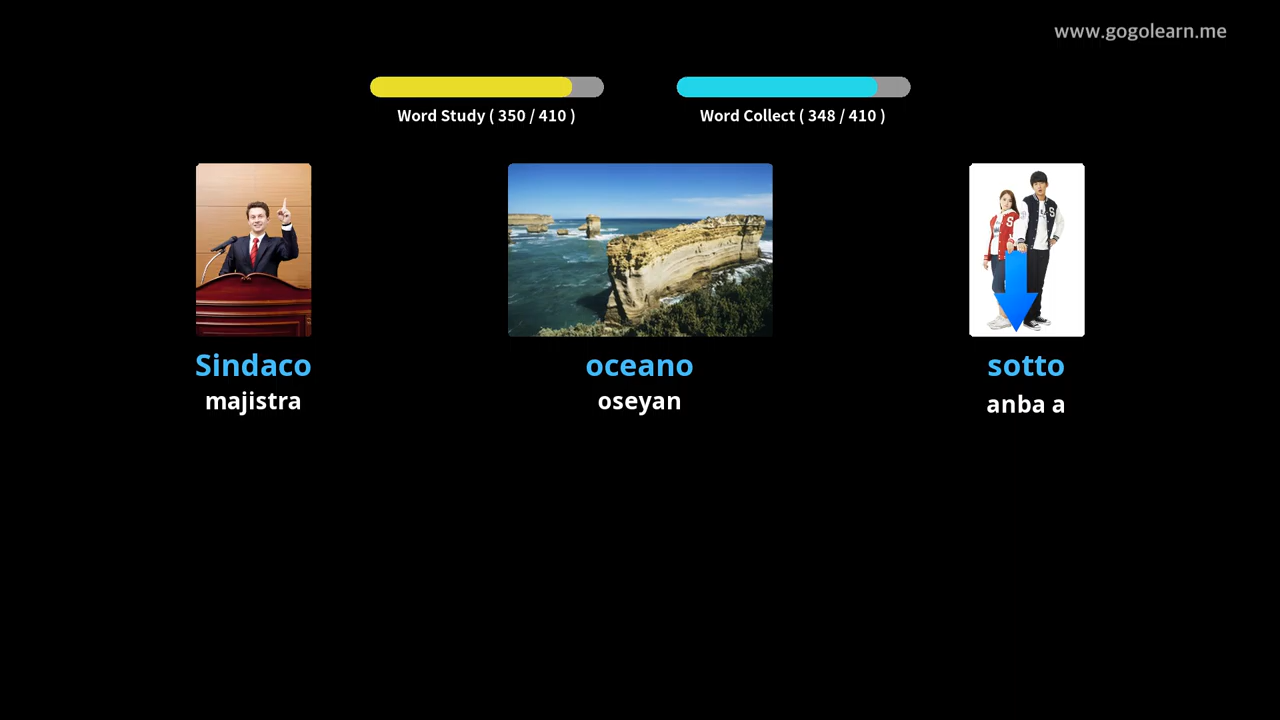 www.gogolearn.me
Word Study ( 350 / 410 )
Word Collect ( 348 / 410 )
Sindaco
majistra
oceano
oseyan
sotto
anba a